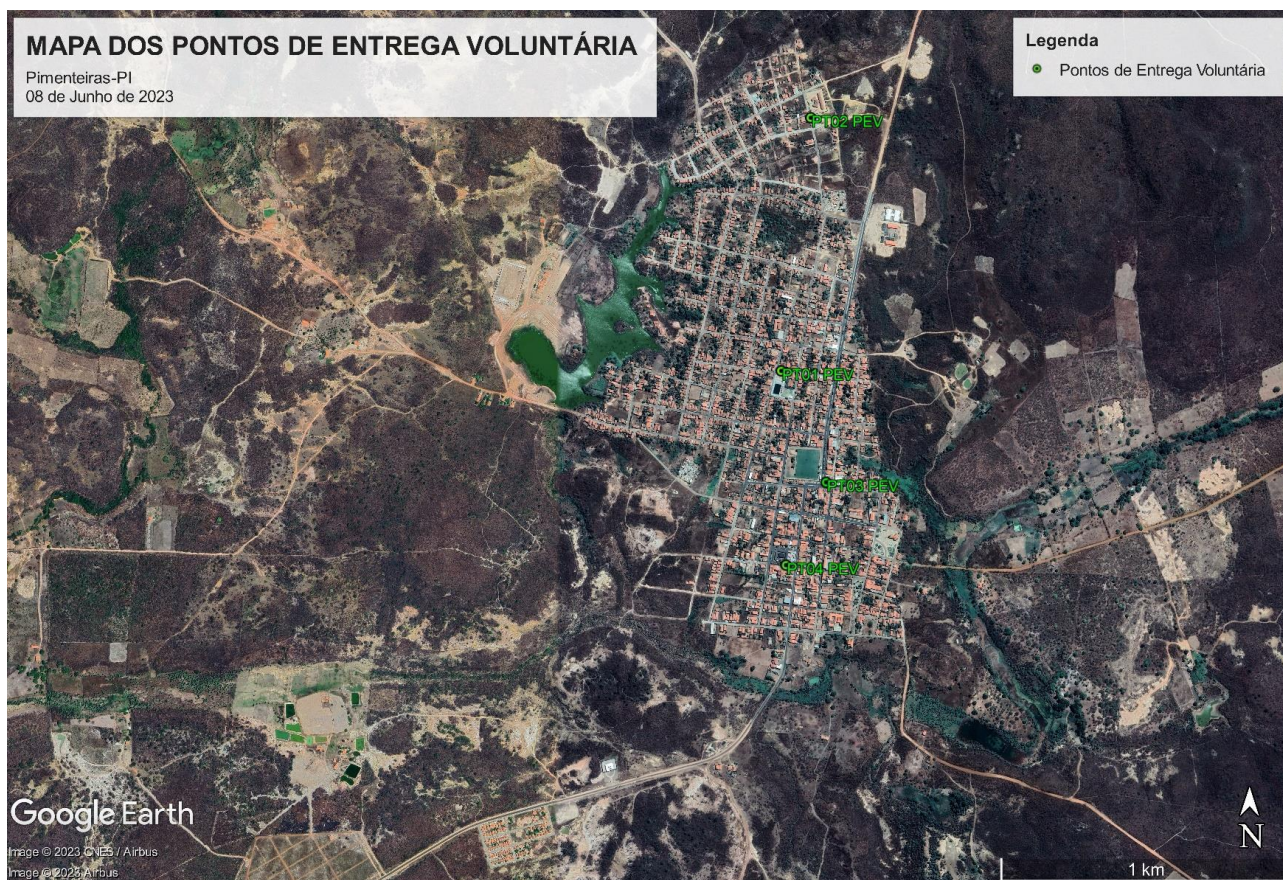 MAPA DOS PONTOS DE ENTREGA VOLUNTÁRIA
Pimenteiras-PI
08 de Junho de 2023
Legenda
Pontos de Entrega Voluntária
PT02 PEV
PT01 PEV
PT03 PEV
PT04 PEV
Google Earth
Image © 2023 CNES / Airbus
Image © 2023 Airbus
N
1 km